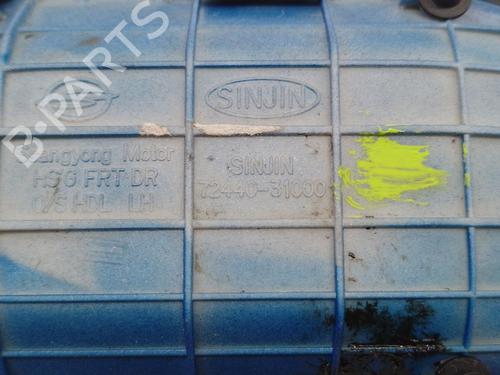 B-PARTS
SINJIN
SsangYong Motor
HSG FRT DR
O/S HDL LH
SINJIN
72440-31000